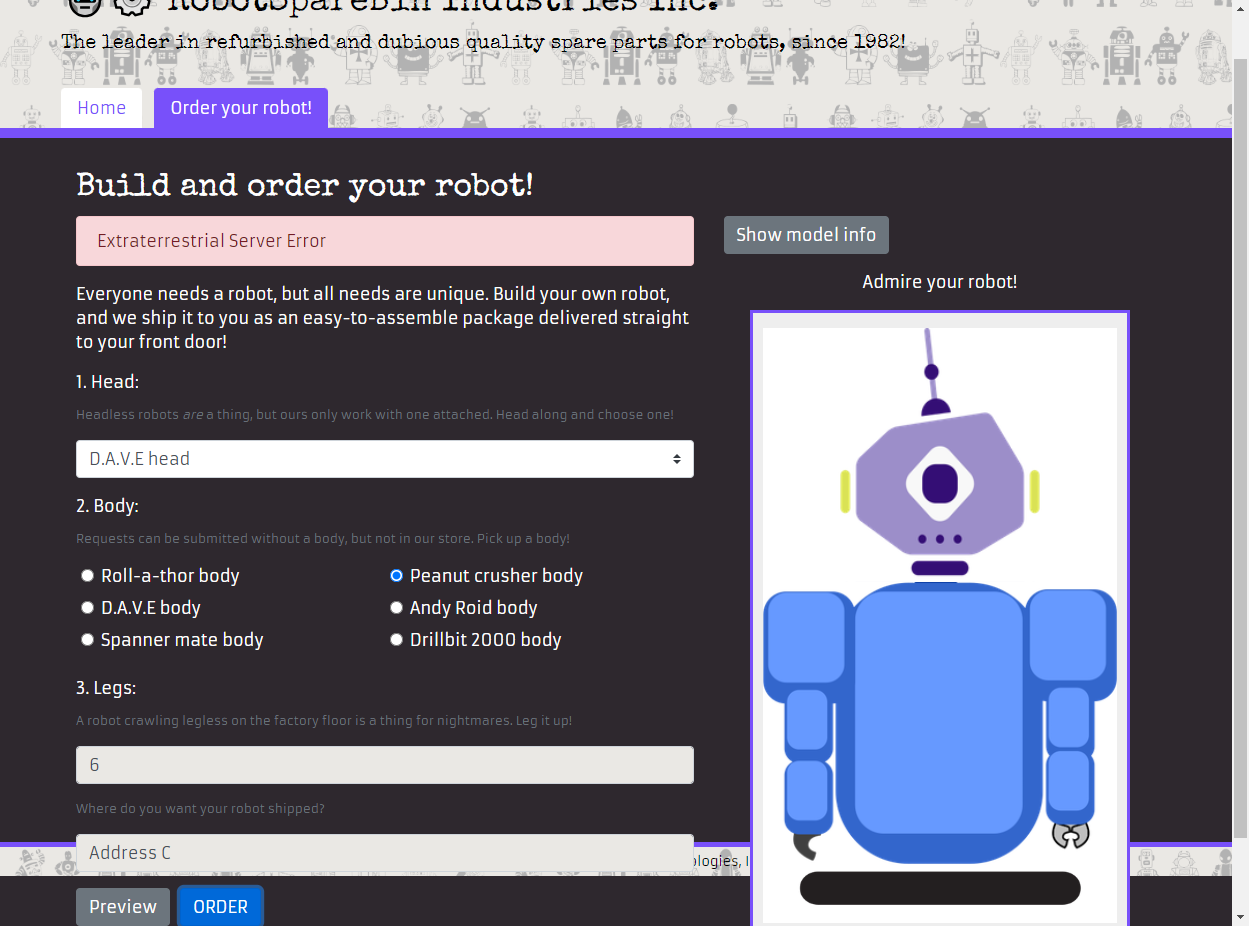 RobotSpareBin Industries Inc.
The leader in refurbished and dubious quality spare parts for robots, since 1982!
Home
Order your robot!
Build and order your robot!
Extraterrestrial Server Error
Show model info
Admire your robot!
Everyone needs a robot, but all needs are unique. Build your own robot,
and we ship it to you as an easy-to-assemble package delivered straight
to your front door!
1. Head:
Headless robots are a thing, but ours only work with one attached. Head along and choose one!
D.A.V.E head
2. Body:
Requests can be submitted without a body, but not in our store. Pick up a body!
Roll-a-thor body
Peanut crusher body
D.A.V.E body
Andy Roid body
Spanner mate body
Drillbit 2000 body
3. Legs:
A robot crawling legless on the factory floor is a thing for nightmares. Leg it up!
6
Where do you want your robot shipped?
Address C
ologies, I
Preview
ORDER